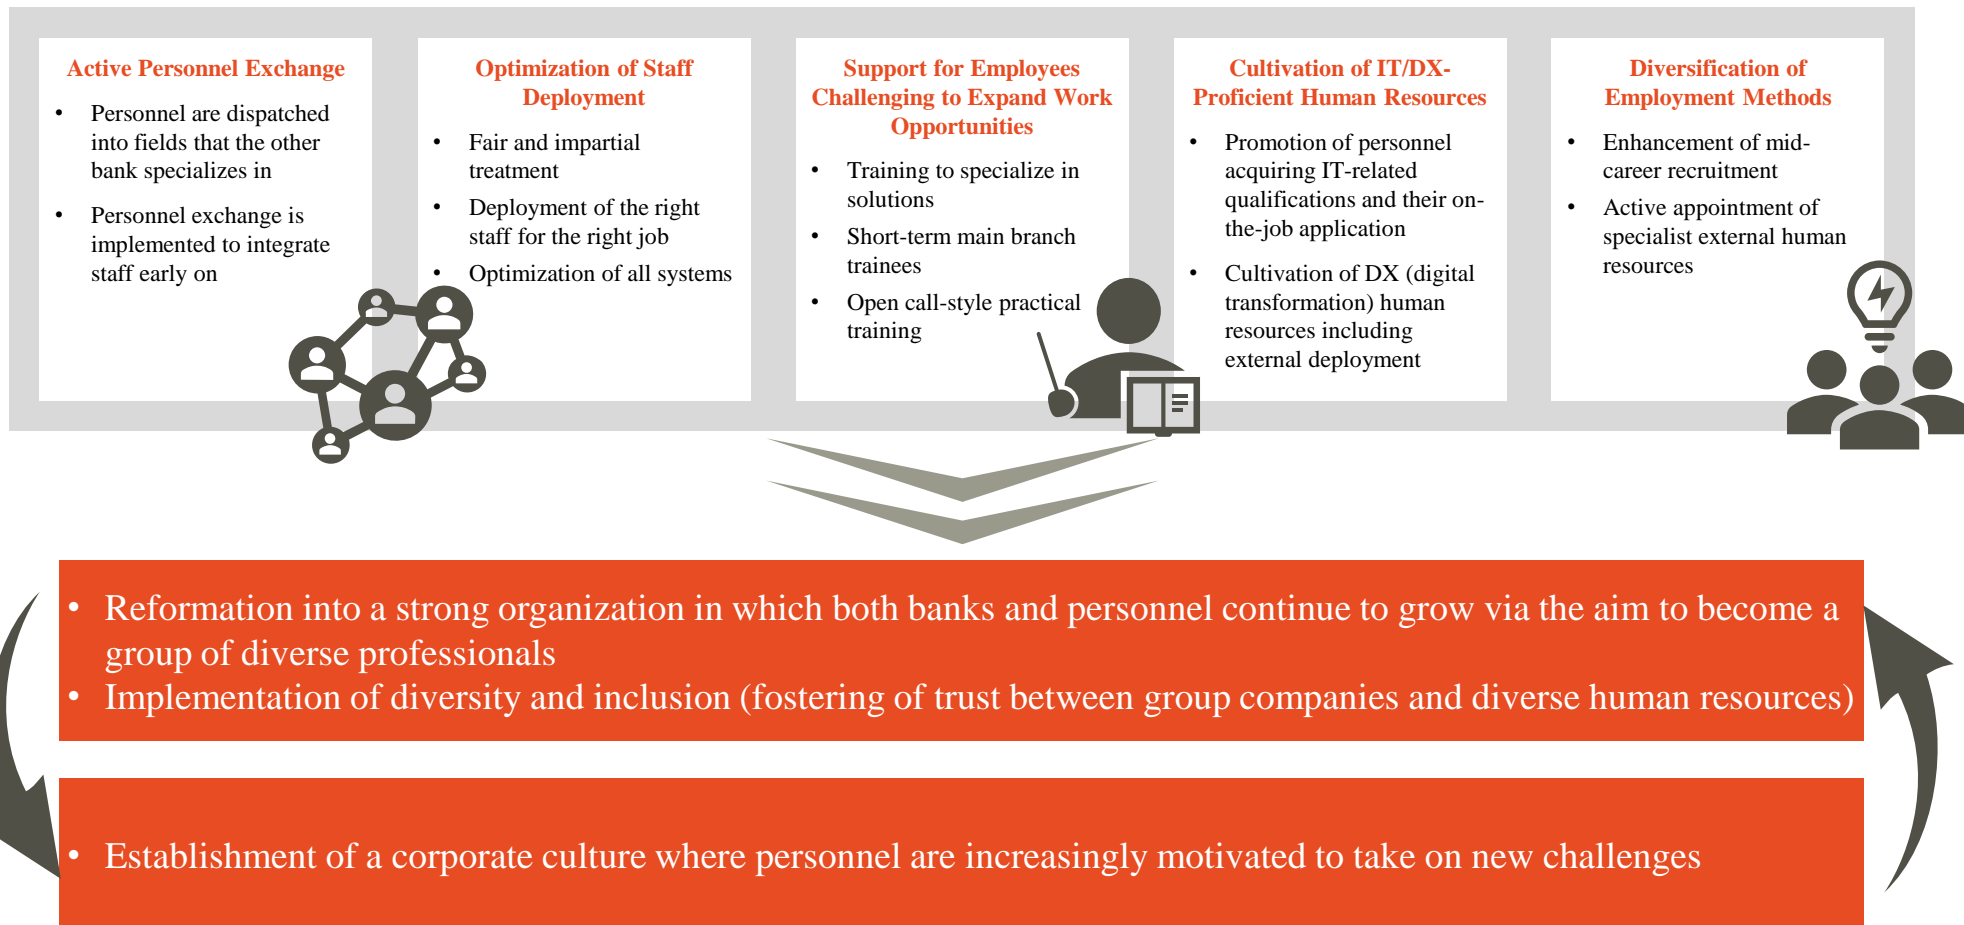 Active Personnel Exchange
• Personnel are dispatched
into fields that the other
bank specializes in
• Personnel exchange is
implemented to integrate
staff early on
Optimization of Staff
Deployment
• Fair and impartial
treatment
• Deployment of the right
staff for the right job
• Optimization of all systems
Support for Employees
Challenging to Expand Work
Opportunities
• Training to specialize in
solutions
• Short-term main branch
trainees
• Open call-style practical
training
Cultivation of IT/DX-
Proficient Human Resources
• Promotion of personnel
acquiring IT-related
qualifications and their on-
the-job application
• Cultivation of DX (digital
transformation) human
resources including
external deployment
Diversification of
Employment Methods
• Enhancement of mid-
career recruitment
• Active appointment of
specialist external human
resources
• Reformation into a strong organization in which both banks and personnel continue to grow via the aim to become a
group of diverse professionals
• Implementation of diversity and inclusion (fostering of trust between group companies and diverse human resources)
• Establishment of a corporate culture where personnel are increasingly motivated to take on new challenges